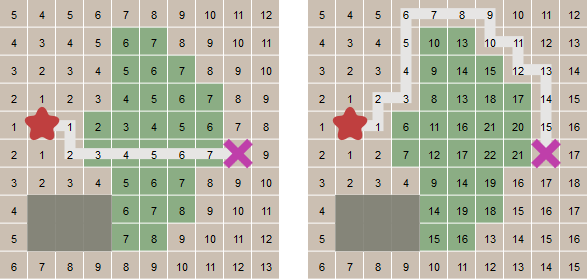 5 4 5 6 7 8 9 10 11 12
4 3 4 5 6 7 8 9 10 11
3 2 3 4 5 6 7 8 9 10
2 1 2 3 4 5 6 7 8 9
1 1 2 3 4 5 6 7 8
2 1 2 3 4 5 6 7 9
3 2 3 4 5 6 7 8 9 10
4 6 7 8 9 10 11
5 7 8 9 10 11 12
6 7 8 9 8 9 10 11 12 13
5 4 5 6 7 8 9 10 11 12
4 3 4 5 10 13 10 11 12 13
3 2 3 4 9 14 15 12 13 14
2 1 2 3 8 13 18 17 14 15
1 1 6 11 16 21 20 15 16
2 1 2 7 12 17 22 21 17
3 2 3 4 9 14 19 16 17 18
4 14 19 18 15 16 17
5 15 16 13 14 15 16
6 7 8 9 10 11 12 13 14 15